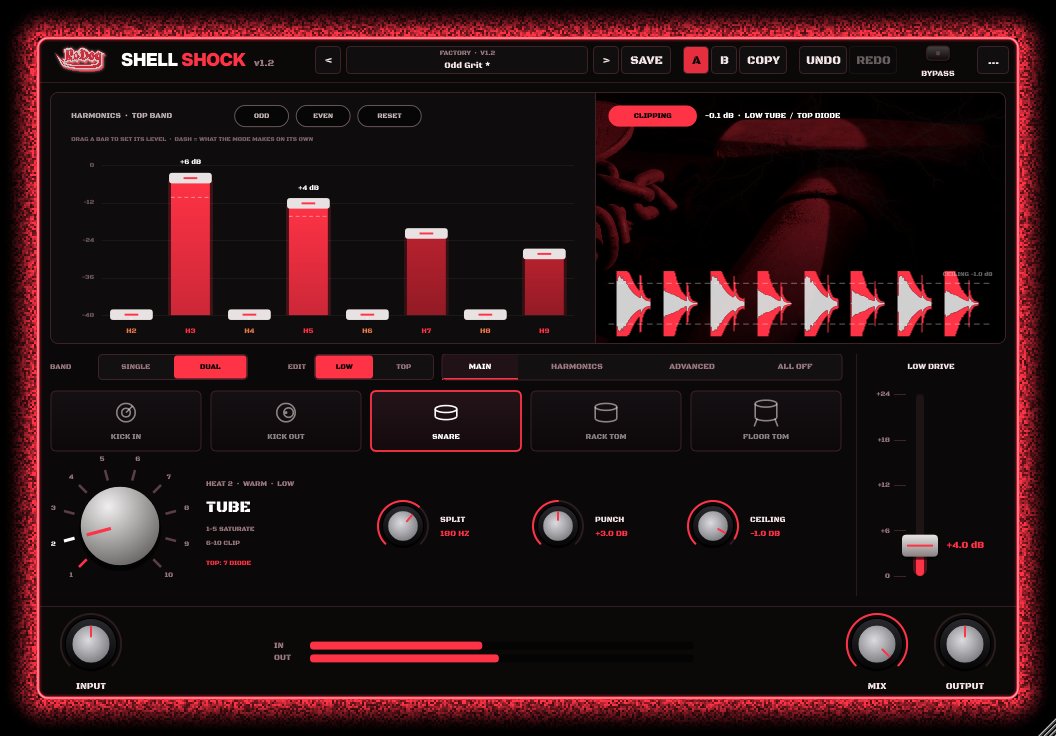 RaDog
SHELL SHOCK v1.2
<
FACTORY · V1.2
Odd Grit *
>
SAVE
A
B
COPY
UNDO
REDO
BYPASS
...
HARMONICS · TOP BAND
ODD
EVEN
RESET
DRAG A BAR TO SET ITS LEVEL · DASH = WHAT THE MODE MAKES ON ITS OWN
0
-12
-24
-36
-48
+6 dB
+4 dB
H2
H3
H4
H5
H6
H7
H8
H9
CLIPPING
-0.1 dB · LOW TUBE / TOP DIODE
CEILING -1.0 dB
BAND
SINGLE
DUAL
EDIT
LOW
TOP
MAIN
HARMONICS
ADVANCED
ALL OFF
KICK IN
KICK OUT
SNARE
RACK TOM
FLOOR TOM
1
2
3
4
5
6
7
8
9
10
HEAT 2 · WARM · LOW
TUBE
1-5 SATURATE
6-10 CLIP
TOP: 7 DIODE
SPLIT
180 HZ
PUNCH
+3.0 DB
CEILING
-1.0 DB
LOW DRIVE
+24
+18
+12
+6
0
+4.0 dB
INPUT
IN
OUT
MIX
OUTPUT